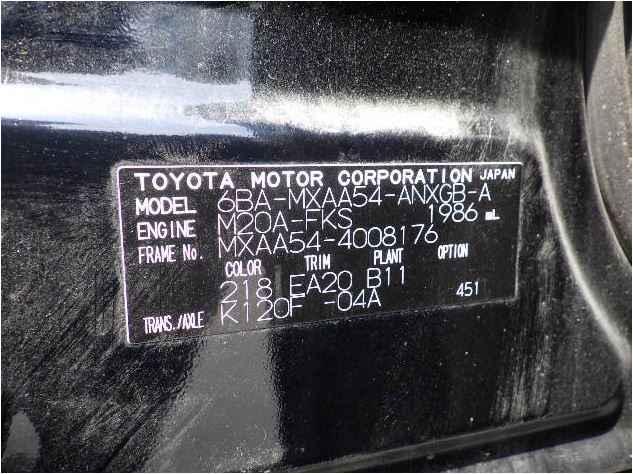 TOYOTA MOTOR CORPORATION JAPAN
MODEL 6BA-MXAA54-ANXGB-A
ENGINE M20A-FKS 1986 mL
FRAME No. MXAA54-4008176
COLOR TRIM PLANT OPTION
218 EA20 B11
TRANS./AXLE K120F -04A 451